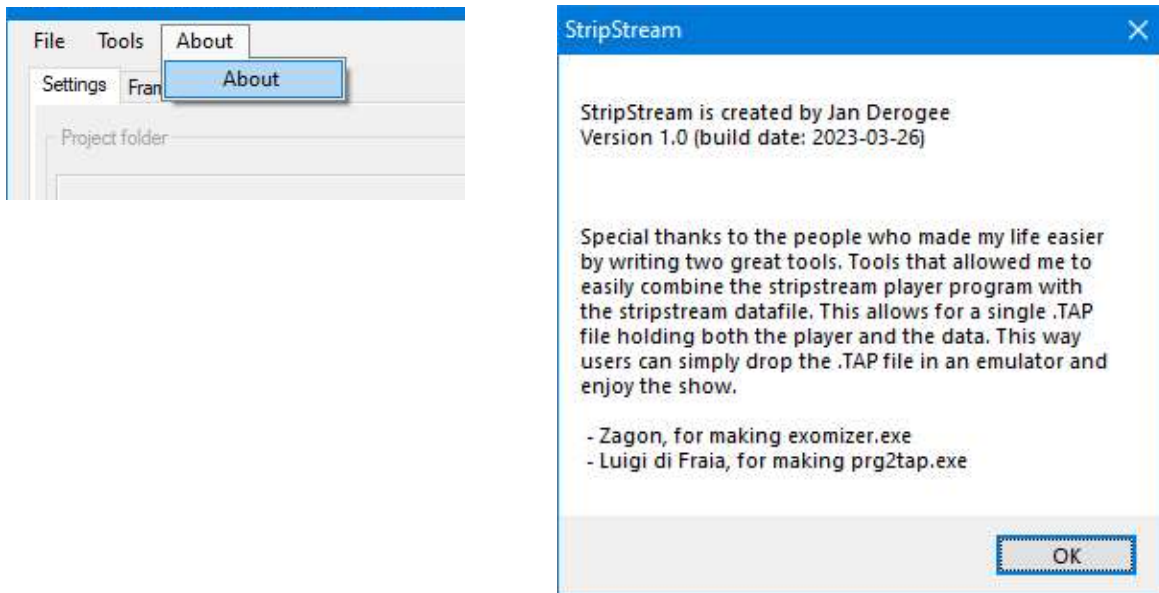 File Tools About
About
Settings Fram
Project folder
StripStream
StripStream is created by Jan Derogee
Version 1.0 (build date: 2023-03-26)
Special thanks to the people who made my life easier
by writing two great tools. Tools that allowed me to
easily combine the stripstream player program with
the stripstream datafile. This allows for a single .TAP
file holding both the player and the data. This way
users can simply drop the .TAP file in an emulator and
enjoy the show.
- Zagon, for making exomizer.exe
- Luigi di Fraia, for making prg2tap.exe
OK